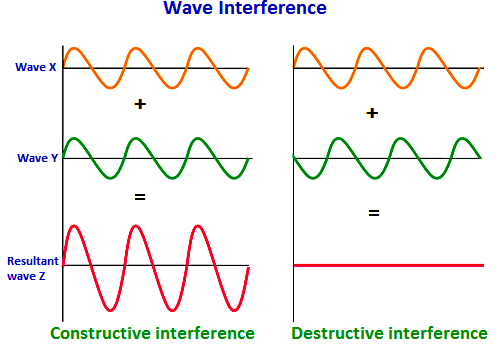 Wave Interference
Wave X
+
+
Wave Y
=
=
Resultant
wave Z
Constructive interference
Destructive interference